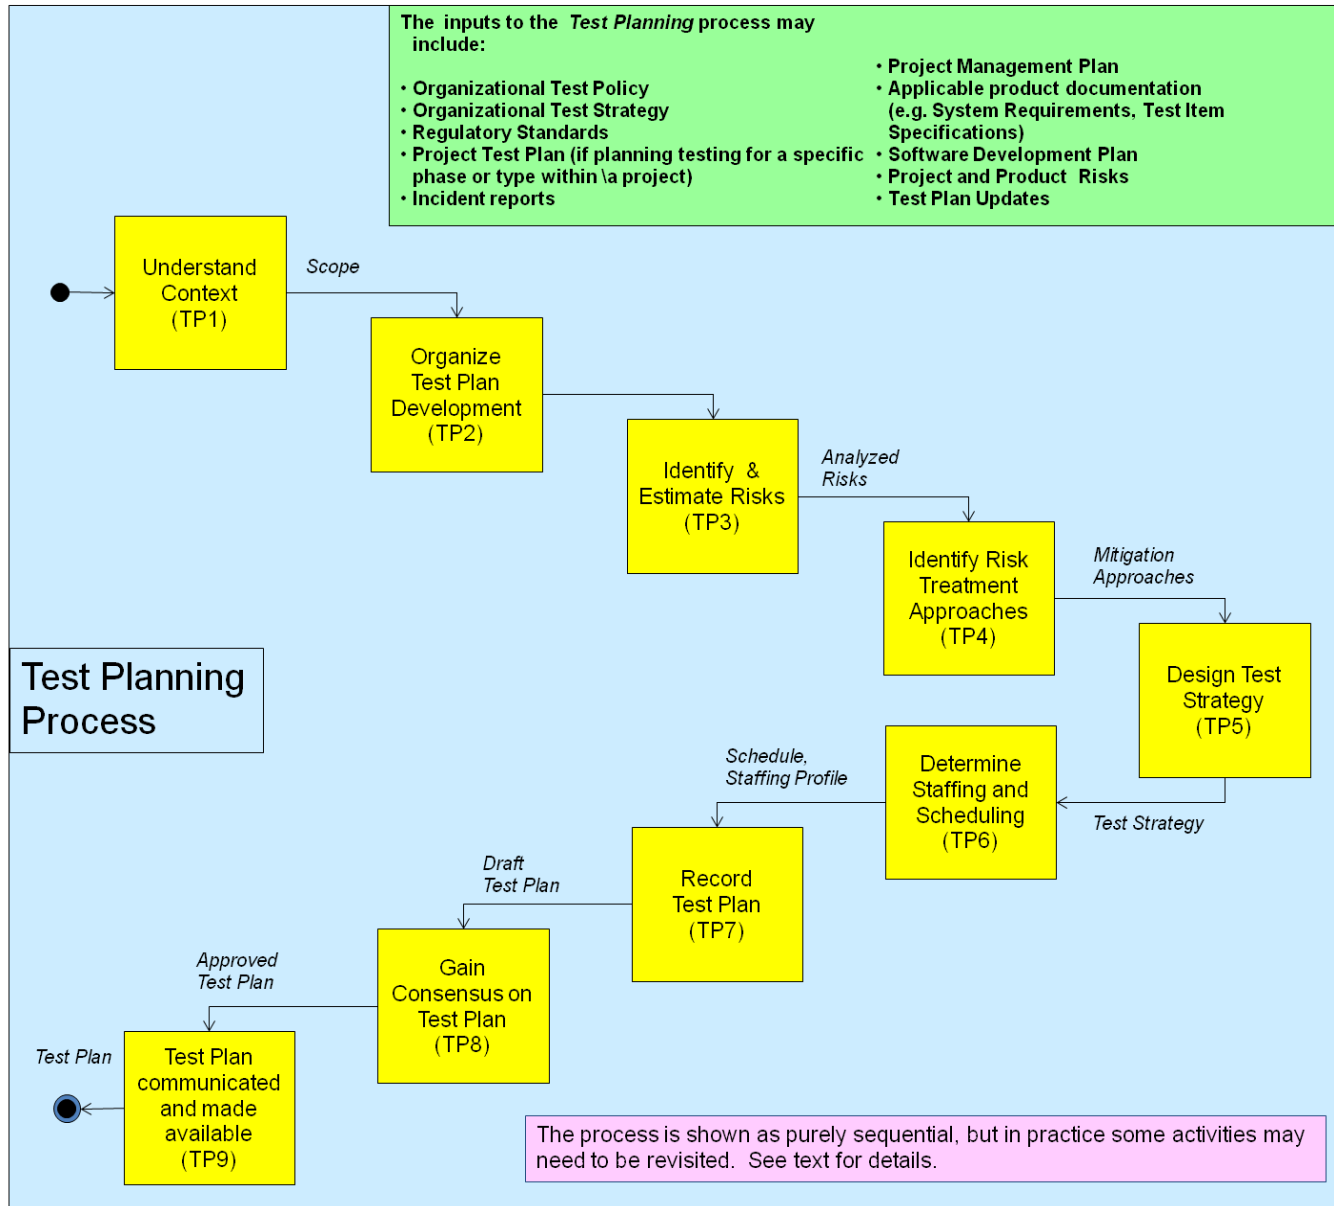 The inputs to the Test Planning process may
include:
• Organizational Test Policy
• Organizational Test Strategy
• Regulatory Standards
• Project Test Plan (if planning testing for a specific
phase or type within \a project)
• Incident reports
• Project Management Plan
• Applicable product documentation
(e.g. System Requirements, Test Item
Specifications)
• Software Development Plan
• Project and Product Risks
• Test Plan Updates
Understand
Context
(TP1)
Scope
Organize
Test Plan
Development
(TP2)
Identify &
Estimate Risks
(TP3)
Analyzed
Risks
Identify Risk
Treatment
Approaches
(TP4)
Mitigation
Approaches
Design Test
Strategy
(TP5)
Test Strategy
Test Planning
Process
Determine
Staffing and
Scheduling
(TP6)
Schedule,
Staffing Profile
Record
Test Plan
(TP7)
Draft
Test Plan
Gain
Consensus on
Test Plan
(TP8)
Approved
Test Plan
Test Plan
communicated
and made
available
(TP9)
Test Plan
The process is shown as purely sequential, but in practice some activities may
need to be revisited. See text for details.